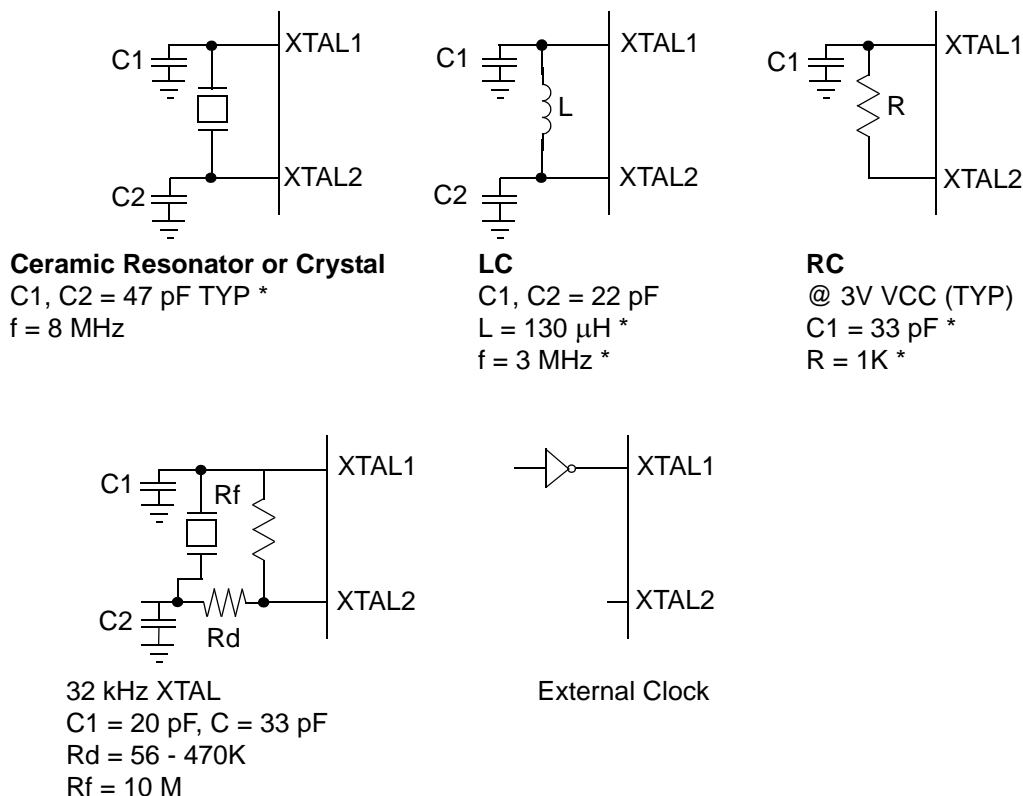 XTAL1
C1
C2
XTAL2
Ceramic Resonator or Crystal
C1, C2 = 47 pF TYP *
f = 8 MHz
XTAL1
C1
L
C2
XTAL2
LC
C1, C2 = 22 pF
L = 130 μH *
f = 3 MHz *
XTAL1
C1
R
XTAL2
RC
@ 3V VCC (TYP)
C1 = 33 pF *
R = 1K *
XTAL1
C1
Rf
XTAL2
C2
Rd
32 kHz XTAL
C1 = 20 pF, C = 33 pF
Rd = 56 - 470K
Rf = 10 M
XTAL1
XTAL2
External Clock